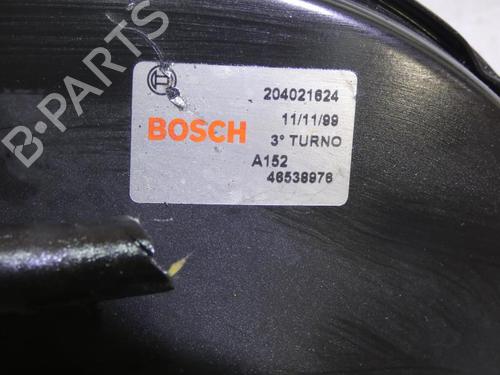 204021624
11/11/99
BOSCH
3° TURNO
A152
46538976
B-PARTS